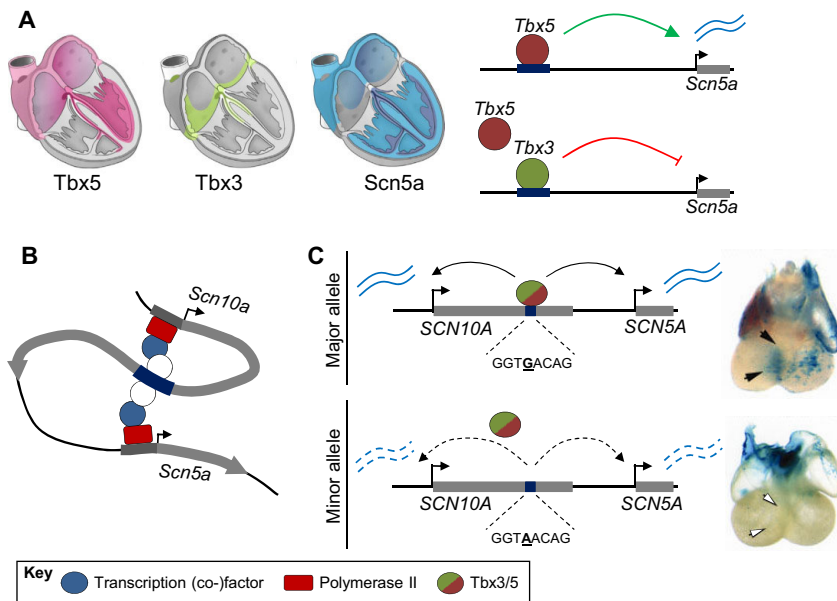 A
Tbx5
Tbx3
Scn5a
Tbx5
Scn5a
Tbx5
Tbx3
Scn5a
B
Scn10a
Scn5a
C
Major allele
SCN10A
SCN5A
GGTGACAG
Minor allele
SCN10A
SCN5A
GGTAACAG
Key
Transcription (co-)factor
Polymerase II
Tbx3/5